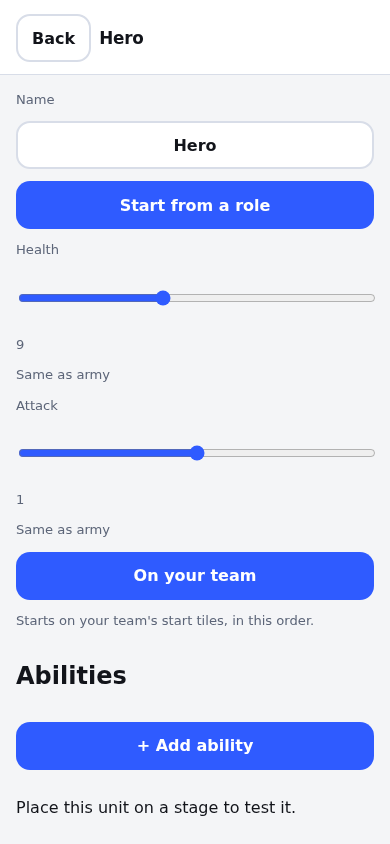 Back Hero
Name
Hero
Start from a role
Health
9
Same as army
Attack
1
Same as army
On your team
Starts on your team's start tiles, in this order.
Abilities
+ Add ability
Place this unit on a stage to test it.